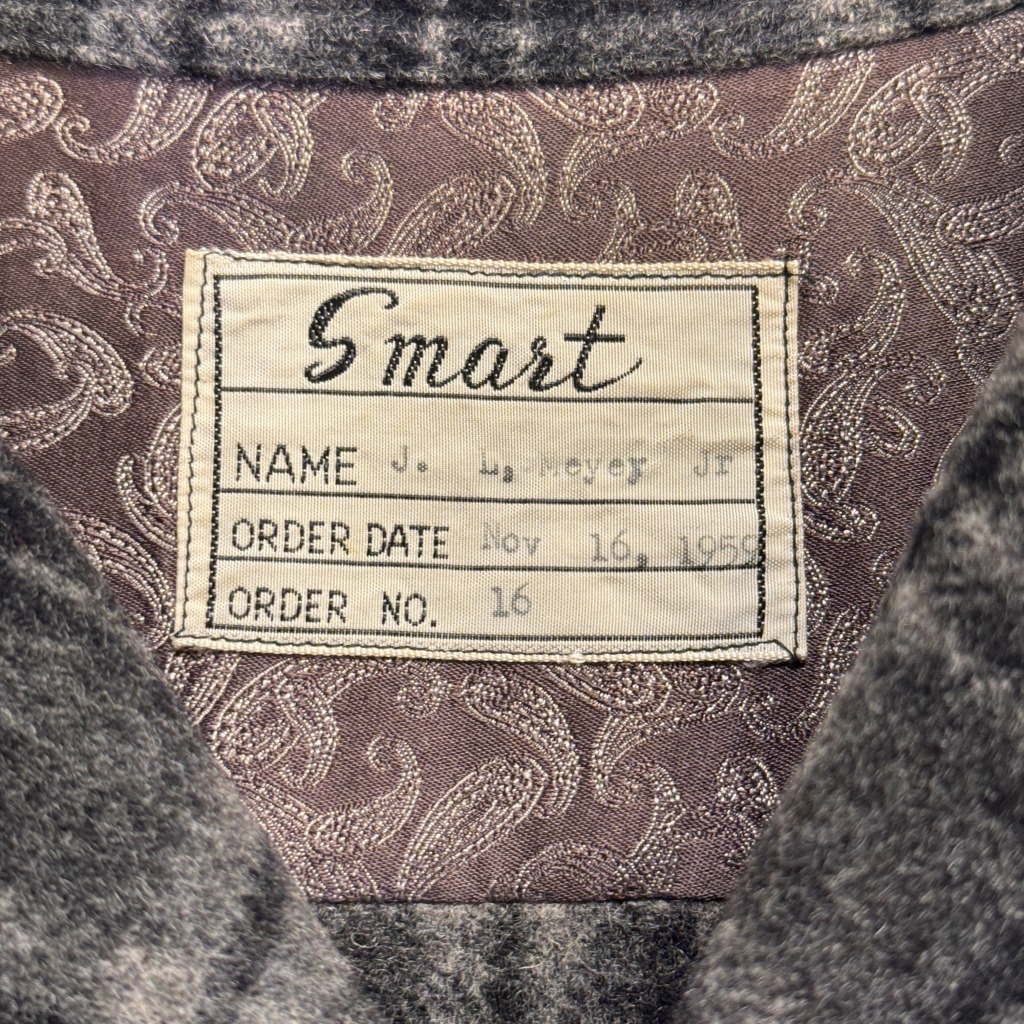 Smart
NAME J. L, Meyer Jr
ORDER DATE Nov 16, 1959
ORDER NO. 16